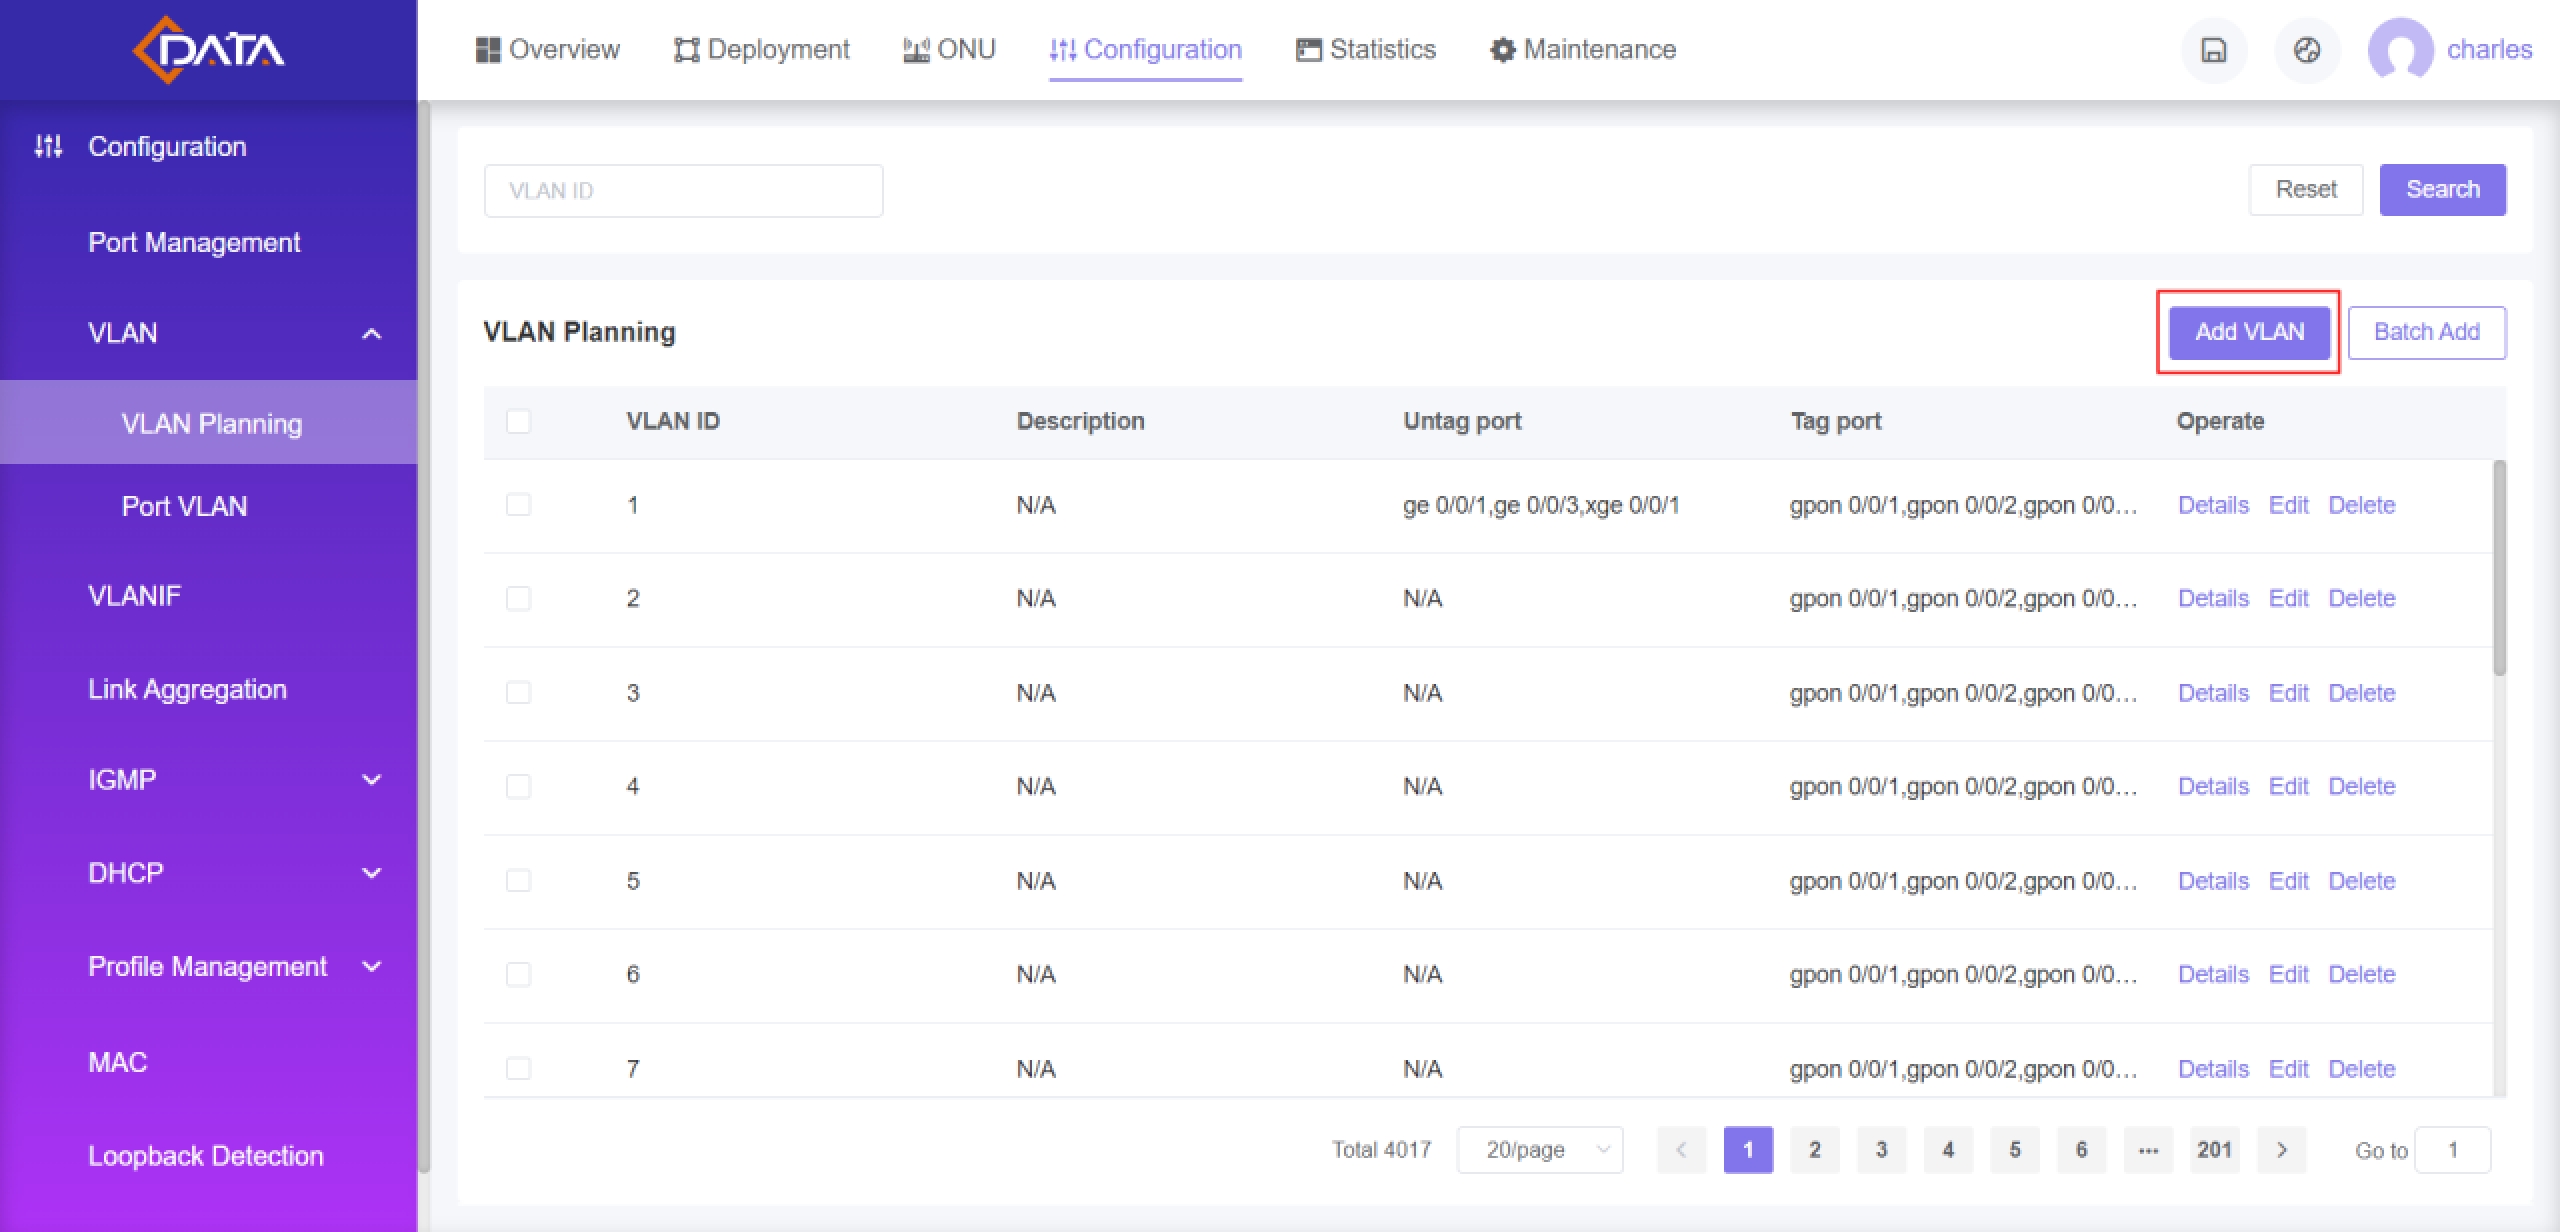 DATA
Overview Deployment ONU Configuration Statistics Maintenance charles
Configuration
Port Management
VLAN
VLAN Planning
Port VLAN
VLANIF
Link Aggregation
IGMP
DHCP
Profile Management
MAC
Loopback Detection
VLAN ID Reset Search
VLAN Planning Add VLAN Batch Add
VLAN ID Description Untag port Tag port Operate
1 N/A ge 0/0/1,ge 0/0/3,xge 0/0/1 gpon 0/0/1,gpon 0/0/2,gpon 0/0... Details Edit Delete
2 N/A N/A gpon 0/0/1,gpon 0/0/2,gpon 0/0... Details Edit Delete
3 N/A N/A gpon 0/0/1,gpon 0/0/2,gpon 0/0... Details Edit Delete
4 N/A N/A gpon 0/0/1,gpon 0/0/2,gpon 0/0... Details Edit Delete
5 N/A N/A gpon 0/0/1,gpon 0/0/2,gpon 0/0... Details Edit Delete
6 N/A N/A gpon 0/0/1,gpon 0/0/2,gpon 0/0... Details Edit Delete
7 N/A N/A gpon 0/0/1,gpon 0/0/2,gpon 0/0... Details Edit Delete
Total 4017 20/page < 1 2 3 4 5 6 ... 201 > Go to 1